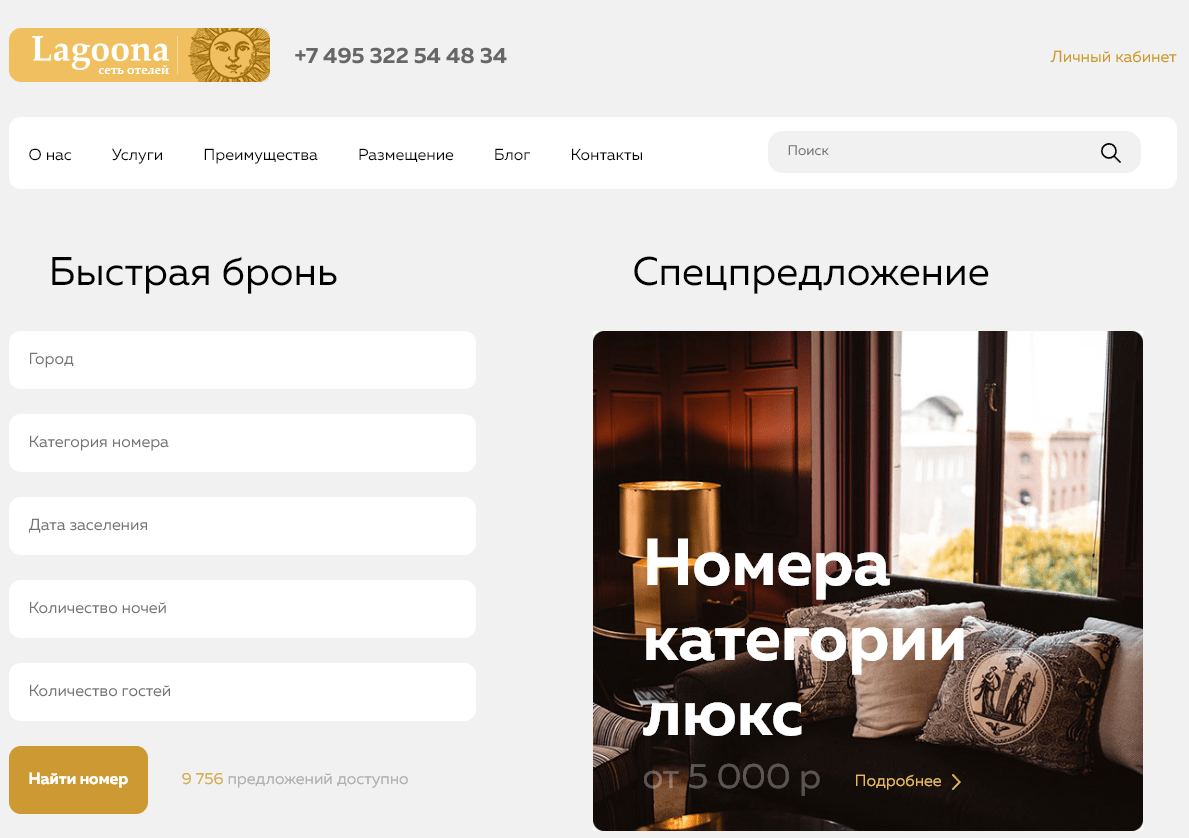 Lagoona
сеть отелей
+7 495 322 54 48 34
Личный кабинет
О нас Услуги Преимущества Размещение Блог Контакты
Поиск
Быстрая бронь
Город
Категория номера
Дата заселения
Количество ночей
Количество гостей
Найти номер
9 756 предложений доступно
Спецпредложение
Номера
категории
люкс
от 5 000 р
Подробнее